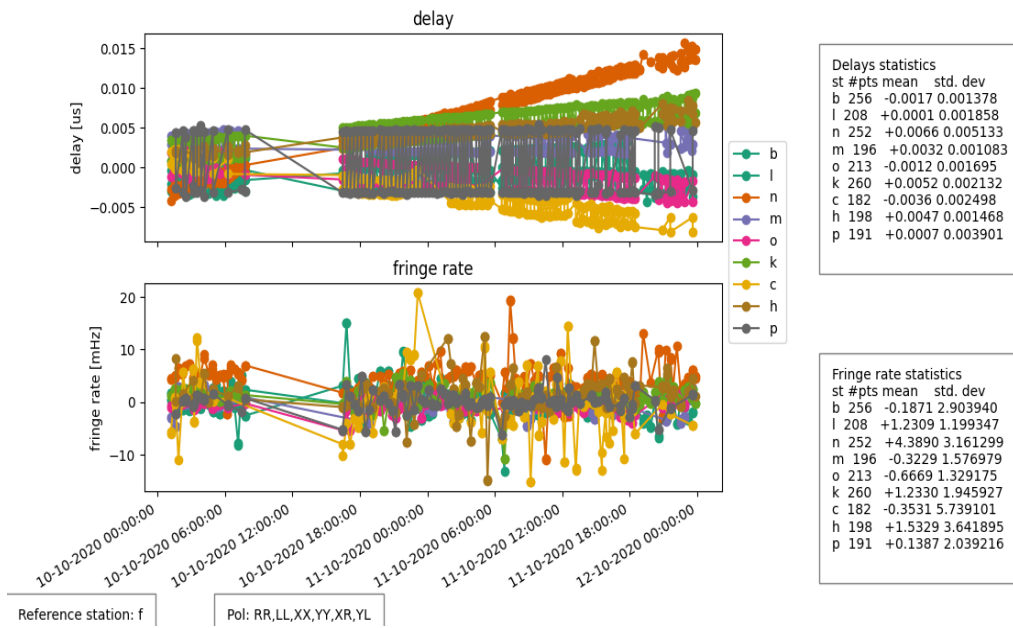 delay
0.015
0.010
0.005
0.000
−0.005
delay [us]
Delays statistics
st #pts mean std. dev
b 256 -0.0017 0.001378
l 208 +0.0001 0.001858
n 252 +0.0066 0.005133
m 196 +0.0032 0.001083
o 213 -0.0012 0.001695
k 260 +0.0052 0.002132
c 182 -0.0036 0.002498
h 198 +0.0047 0.001468
p 191 +0.0007 0.003901
b
l
n
m
o
k
c
h
p
fringe rate
20
10
0
−10
fringe rate [mHz]
Fringe rate statistics
st #pts mean std. dev
b 256 -0.1871 2.903940
l 208 +1.2309 1.199347
n 252 +4.3890 3.161299
m 196 -0.3229 1.576979
o 213 -0.6669 1.329175
k 260 +1.2330 1.945927
c 182 -0.3531 5.739101
h 198 +1.5329 3.641895
p 191 +0.1387 2.039216
10-10-2020 00:00:00
10-10-2020 06:00:00
10-10-2020 12:00:00
10-10-2020 18:00:00
11-10-2020 00:00:00
11-10-2020 06:00:00
11-10-2020 12:00:00
11-10-2020 18:00:00
12-10-2020 00:00:00
Reference station: f
Pol: RR,LL,XX,YY,XR,YL